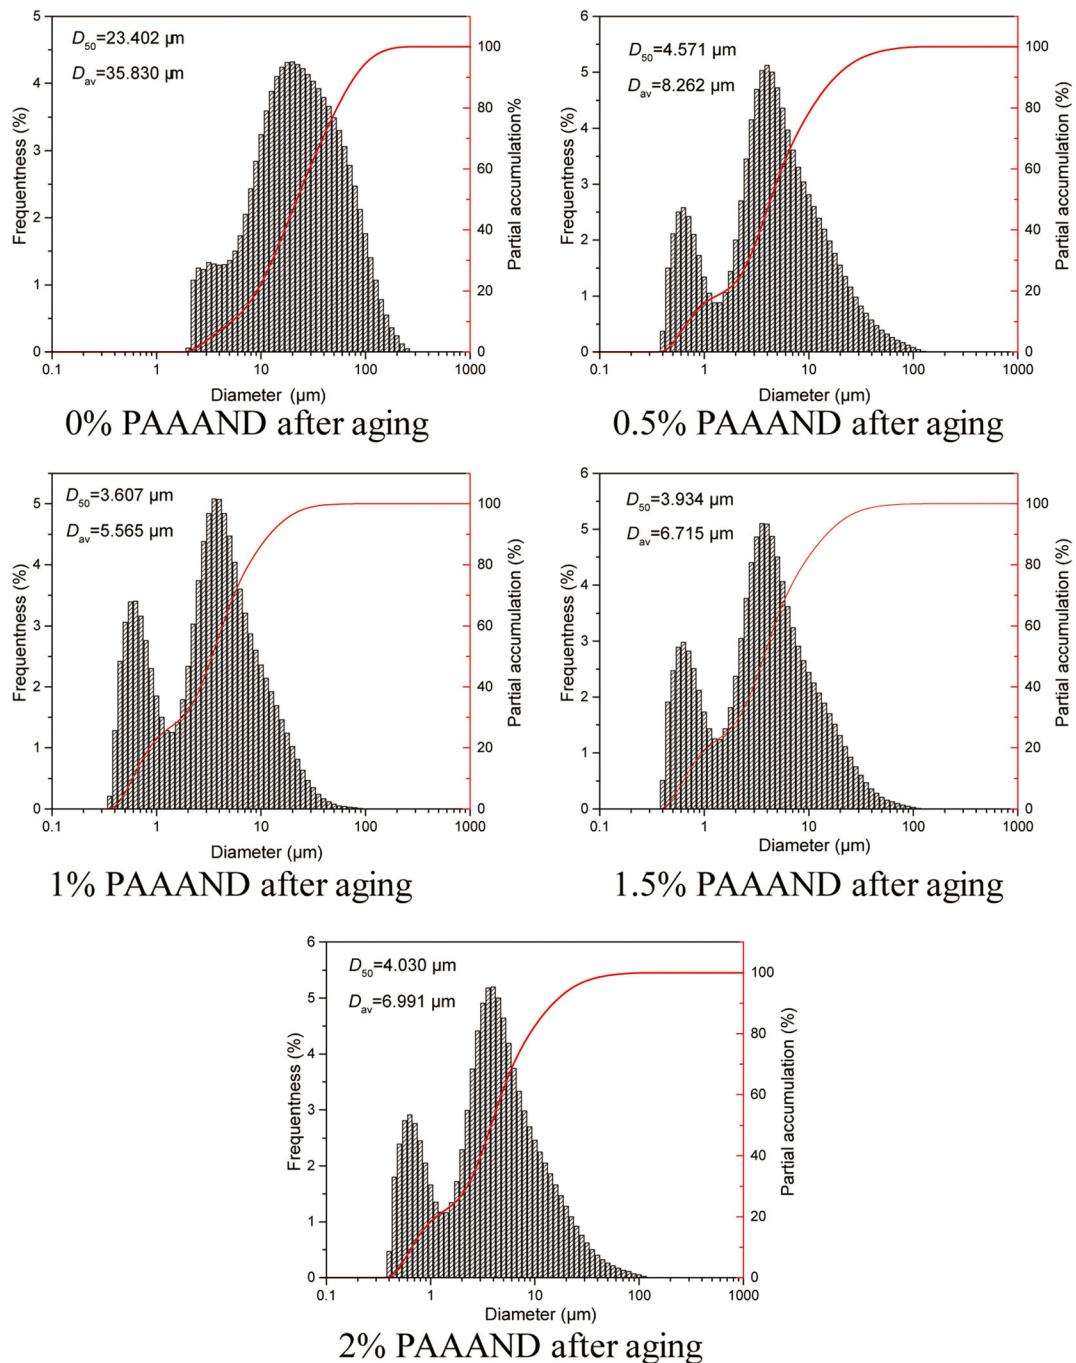 D50=23.402 µm
Dav=35.830 µm
Frequentness (%)
5
4
3
2
1
0
100
80
60
40
20
0
Partial accumulation%
0.1 1 10 100 1000
Diameter (µm)
0% PAAAND after aging
D50=4.571 µm
Dav=8.262 µm
Frequentness (%)
6
5
4
3
2
1
0
100
80
60
40
20
0
Partial accumulation (%)
0.1 1 10 100 1000
Diameter (µm)
0.5% PAAAND after aging
D50=3.607 µm
Dav=5.565 µm
Frequentness (%)
5
4
3
2
1
0
100
80
60
40
20
0
Partial accumulation (%)
0.1 1 10 100 1000
Diameter (µm)
1% PAAAND after aging
D50=3.934 µm
Dav=6.715 µm
Frequentness (%)
6
5
4
3
2
1
0
100
80
60
40
20
0
Partial accumulation (%)
0.1 1 10 100 1000
Diameter (µm)
1.5% PAAAND after aging
D50=4.030 µm
Dav=6.991 µm
Frequentness (%)
6
5
4
3
2
1
0
100
80
60
40
20
0
Partial accumulation (%)
0.1 1 10 100 1000
Diameter (µm)
2% PAAAND after aging